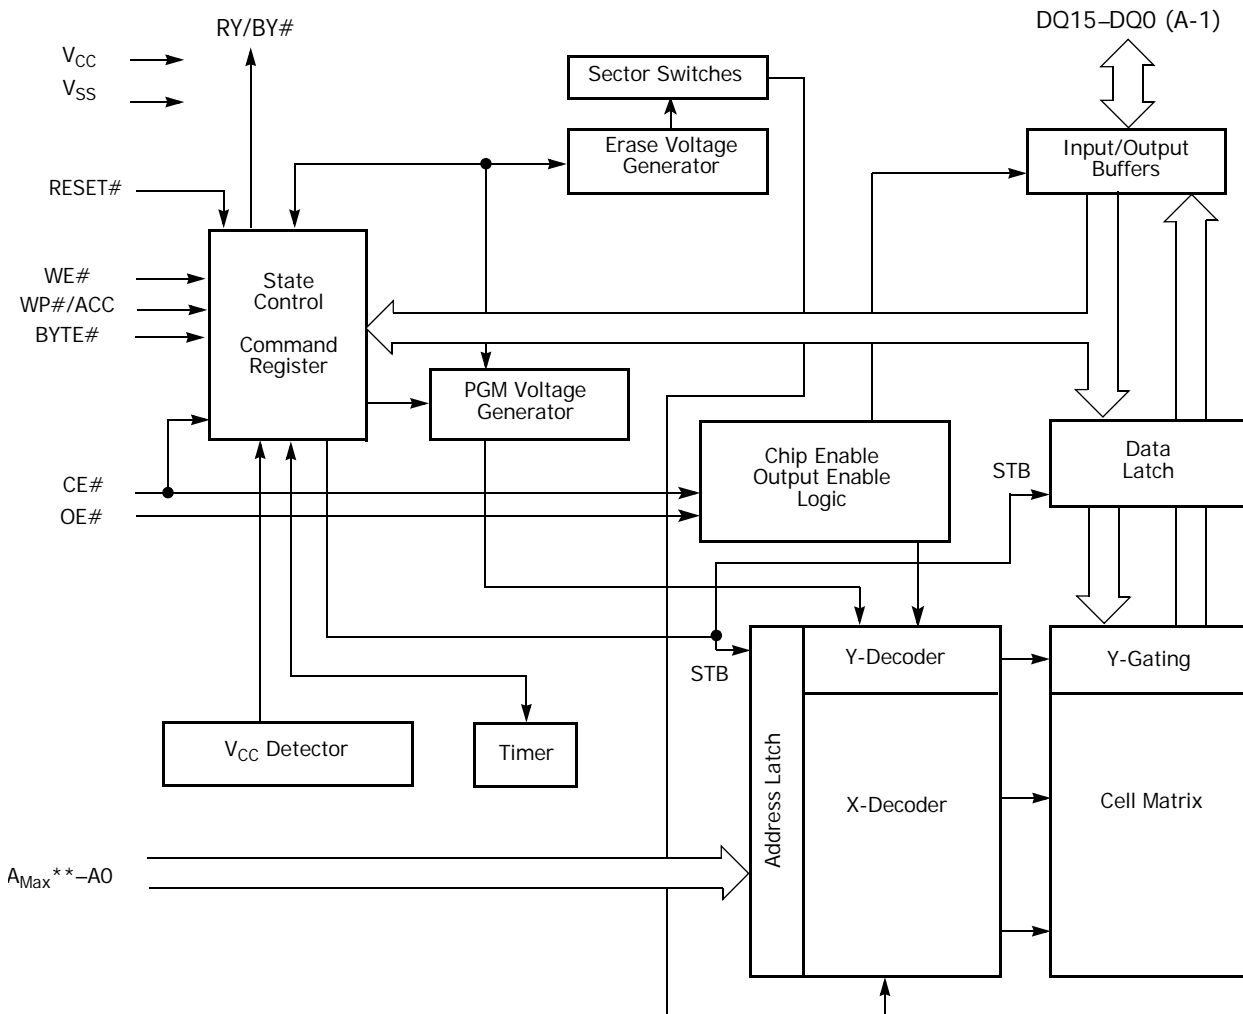 RY/BY#
DQ15–DQ0 (A-1)
VCC
VSS
Sector Switches
Erase Voltage
Generator
Input/Output
Buffers
RESET#
WE#
WP#/ACC
BYTE#
State
Control
Command
Register
PGM Voltage
Generator
Chip Enable
Output Enable
Logic
Data
Latch
STB
CE#
OE#
STB
Y-Decoder
Y-Gating
VCC Detector
Timer
Address Latch
X-Decoder
Cell Matrix
AMax**–A0